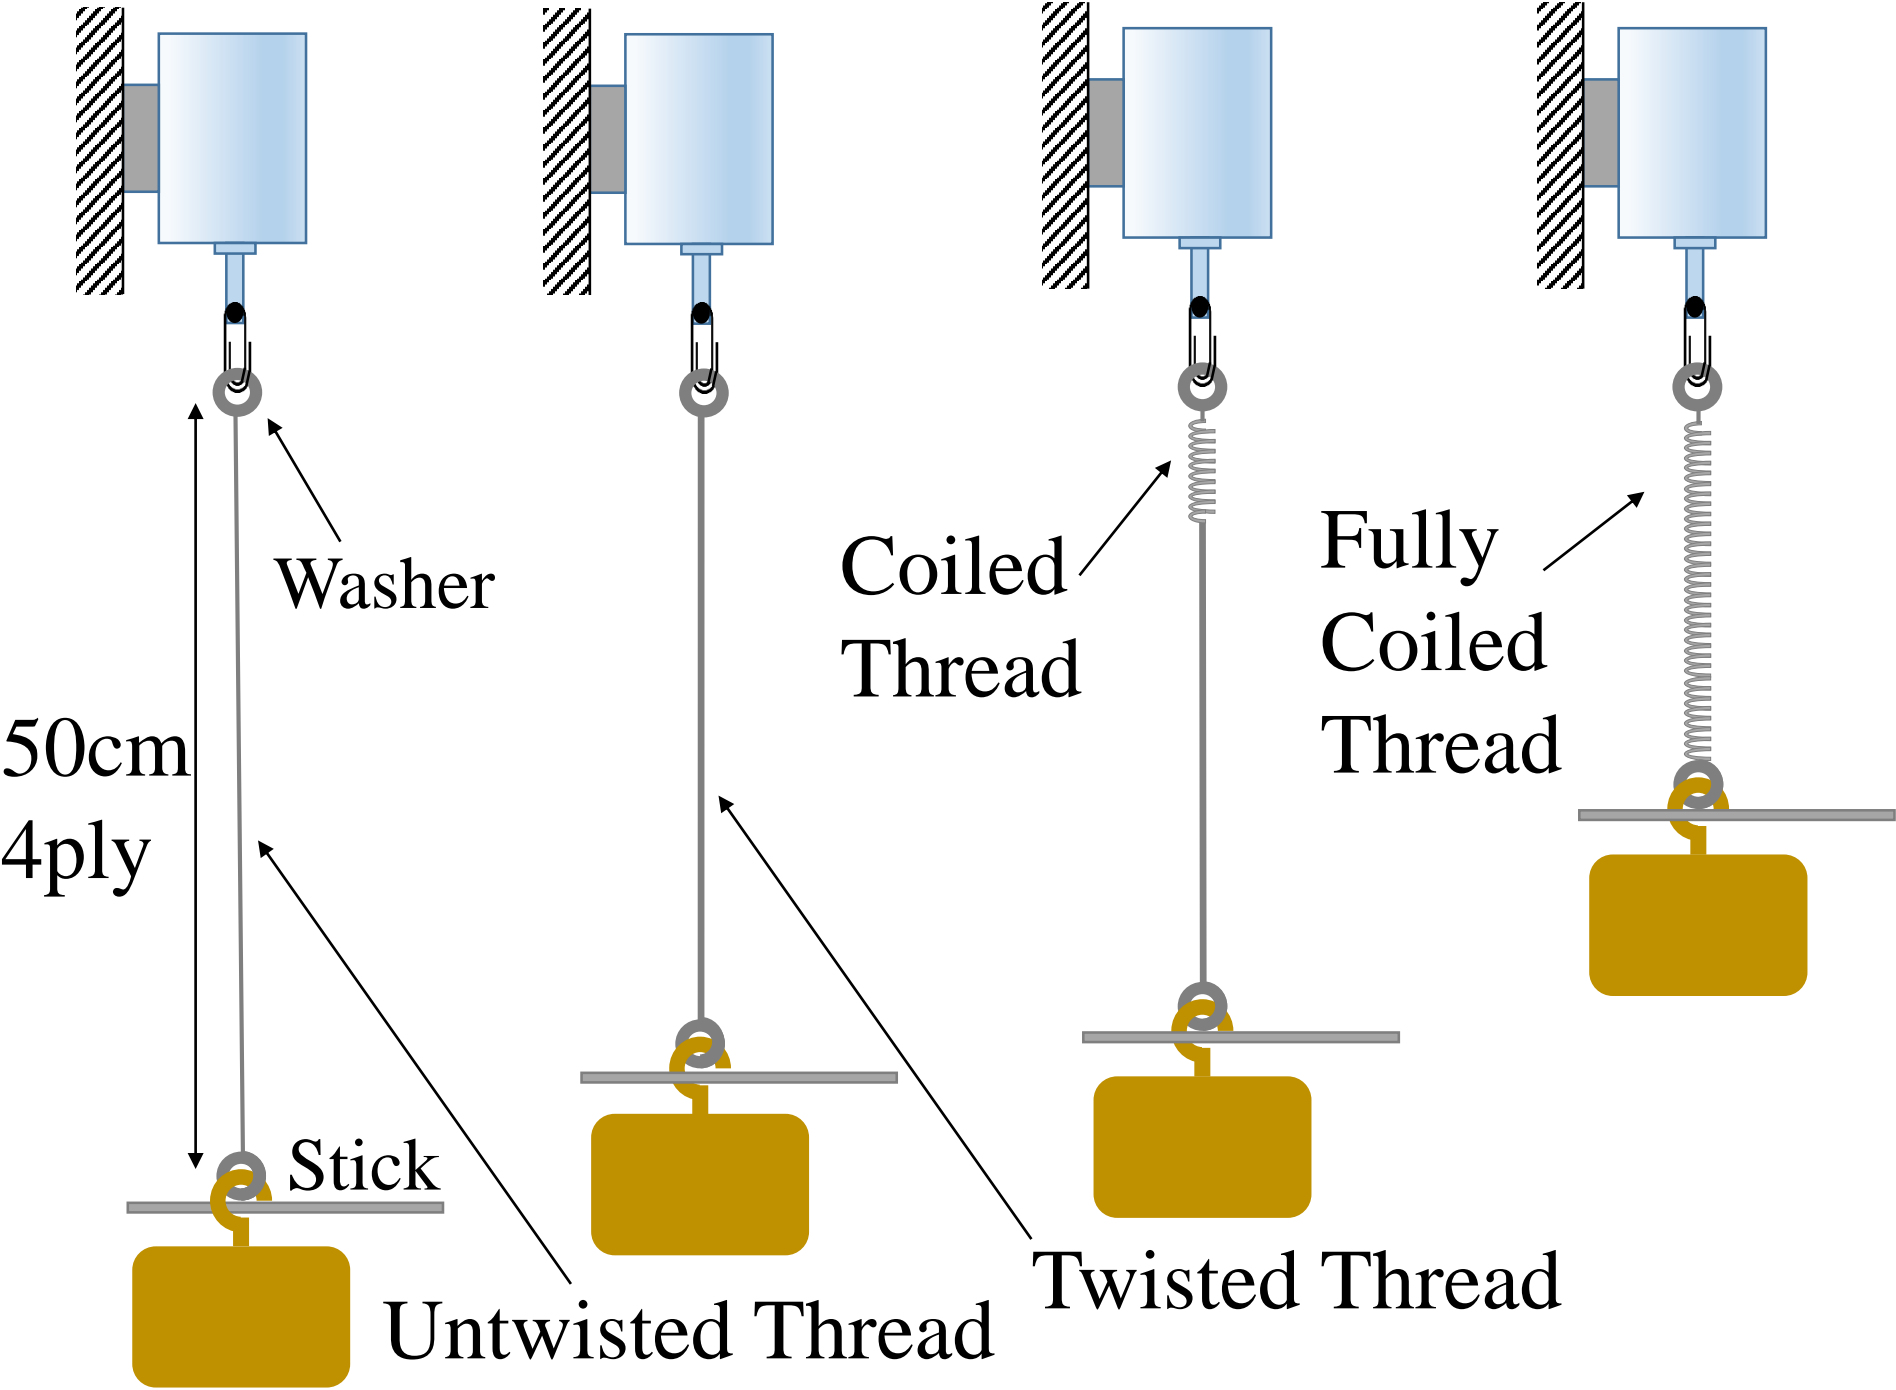 Washer
50cm
4ply
Stick
Untwisted Thread
Twisted Thread
Coiled
Thread
Fully
Coiled
Thread